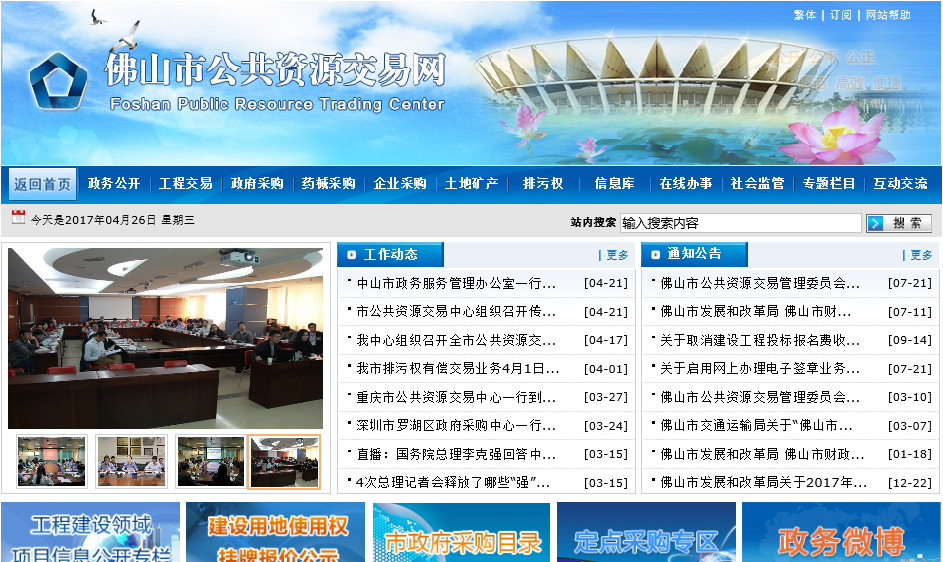 繁体 | 订阅 | 网站帮助
佛山市公共资源交易网
Foshan Public Resource Trading Center
公开 公平 公正
高效 便捷
返回首页 政务公开 工程交易 政府采购 药械采购 企业采购 土地矿产 排污权 信息库 在线办事 社会监管 专题栏目 互动交流
今天是2017年04月26日 星期三
站内搜索 输入搜索内容 搜 索
工作动态 | 更多
中山市政务服务管理办公室一行... [04-21]
市公共资源交易中心组织召开传... [04-21]
我中心组织召开全市公共资源交... [04-17]
我市排污权有偿交易业务4月1日... [04-01]
重庆市公共资源交易中心一行到... [03-27]
深圳市罗湖区政府采购中心一行... [03-24]
直播：国务院总理李克强回答中... [03-15]
4次总理记者会释放了哪些“强”... [03-15]
通知公告 | 更多
佛山市公共资源交易管理委员会... [07-21]
佛山市发展和改革局 佛山市财... [07-11]
关于取消建设工程投标报名费收... [09-14]
关于启用网上办理电子签章业务... [07-21]
佛山市公共资源交易管理委员会... [03-10]
佛山市交通运输局关于“佛山市... [03-07]
佛山市发展和改革局 佛山市财政... [01-18]
佛山市发展和改革局关于2017年... [12-22]
工程建设领域
项目信息公开专栏
建设用地使用权
挂牌报价公示
市政府采购目录
定点采购专区
政务微博